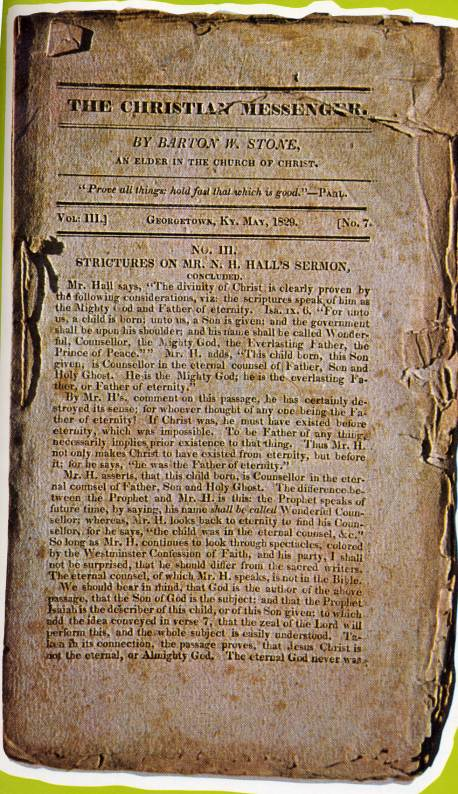 THE CHRISTIAN MESSENGER.
BY BARTON W. STONE,
AN ELDER IN THE CHURCH OF CHRIST.
"Prove all things: hold fast that which is good."—PAUL.
VOL: III.] GEORGETOWN, KY. MAY, 1829. [No. 7.
NO. III.
STRICTURES ON MR. N. H. HALL'S SERMON,
CONCLUDED.
Mr. Hall says, "The divinity of Christ is clearly proven by
the following considerations, viz: the scriptures speak of him as
the Mighty God and Father of eternity. Isa. ix. 6, "For unto
us, a child is born; unto us, a Son is given: and the government
shall be upon his shoulder; and his name shall be called Wonder-
ful, Counsellor, the Mighty God, the Everlasting Father, the
Prince of Peace."" Mr. H. adds, "This child born, this Son
given, is Counsellor in the eternal counsel of Father, Son and
Holy Ghost. He is the Mighty God; he is the everlasting Fa-
ther, or Father of eternity."
By Mr. H's. comment on this passage, he has certainly de-
stroyed its sense; for whoever thought of any one being the Fa-
ther of eternity! If Christ was, he must have existed before
eternity, which was impossible. To be Father of any thing,
necessarily implies prior existence to that thing. Thus Mr. H.
not only makes Christ to have existed from eternity, but before
it: for he says, "he was the Father of eternity."
Mr. H. asserts, that this child born, is Counsellor in the eter-
nal counsel of Father, Son and Holy Ghost. The difference be-
tween the Prophet and Mr. H. is this: the Prophet speaks of
future time, by saying, his name shall be called Wonderful Coun-
sellor; whereas, Mr. H. looks back to eternity to find his Coun-
sellor, for he says, "the child was in the eternal counsel, &c."
So long as Mr. H. continues to look through spectacles, colored
by the Westminster Confession of Faith, and his party, I shall
not be surprised, that he should differ from the sacred writers.
The eternal counsel, of which Mr. H. speaks, is not in the Bible.
We should bear in mind, that God is the author of the above
passage, that the Son of God is the subject; and that the Prophet
Isaiah is the describer of this child, or of this Son given: to which
add the idea conveyed in verse 7, that the zeal of the Lord will
perform this, and the whole subject is easily understood. Ta-
ken in its connection, the passage proves, that Jesus Christ is
not the eternal, or Almighty God. The eternal God never was